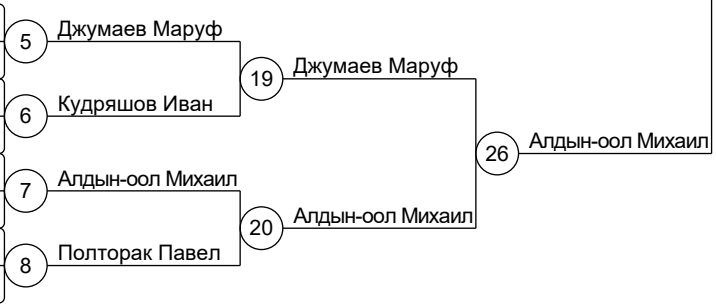 5 Джумаев Маруф
19 Джумаев Маруф
6 Кудряшов Иван
26 Алдын-оол Михаил
7 Алдын-оол Михаил
20 Алдын-оол Михаил
8 Полторак Павел